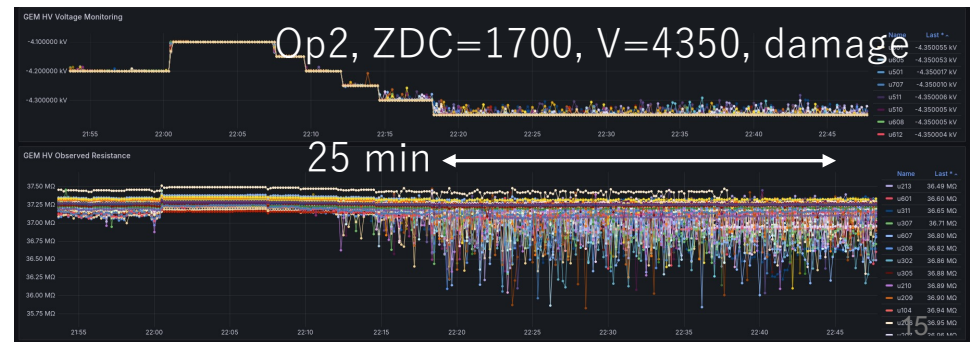 GEM HV Voltage Monitoring
Op2, ZDC=1700, V=4350, damage
Name Last *
-4.100000 kV
-4.200000 kV
-4.300000 kV
-4.350055 kV
u605 -4.350053 kV
u501 -4.350017 kV
u707 -4.350010 kV
u511 -4.350006 kV
u510 -4.350005 kV
u608 -4.350005 kV
u612 -4.350004 kV
21:55 22:00 22:05 22:10 22:15 22:20 22:25 22:30 22:35 22:40 22:45
GEM HV Observed Resistance
25 min
Name Last *
37.50 MΩ
37.25 MΩ
37.00 MΩ
36.75 MΩ
36.50 MΩ
36.25 MΩ
36.00 MΩ
35.75 MΩ
u213 36.49 MΩ
u601 36.60 MΩ
u311 36.65 MΩ
u307 36.71 MΩ
u607 36.80 MΩ
u208 36.82 MΩ
u302 36.86 MΩ
u305 36.88 MΩ
u210 36.89 MΩ
u209 36.90 MΩ
u104 36.94 MΩ
36.95 MΩ
36.96 MΩ
21:55 22:00 22:05 22:10 22:15 22:20 22:25 22:30 22:35 22:40 22:45
15